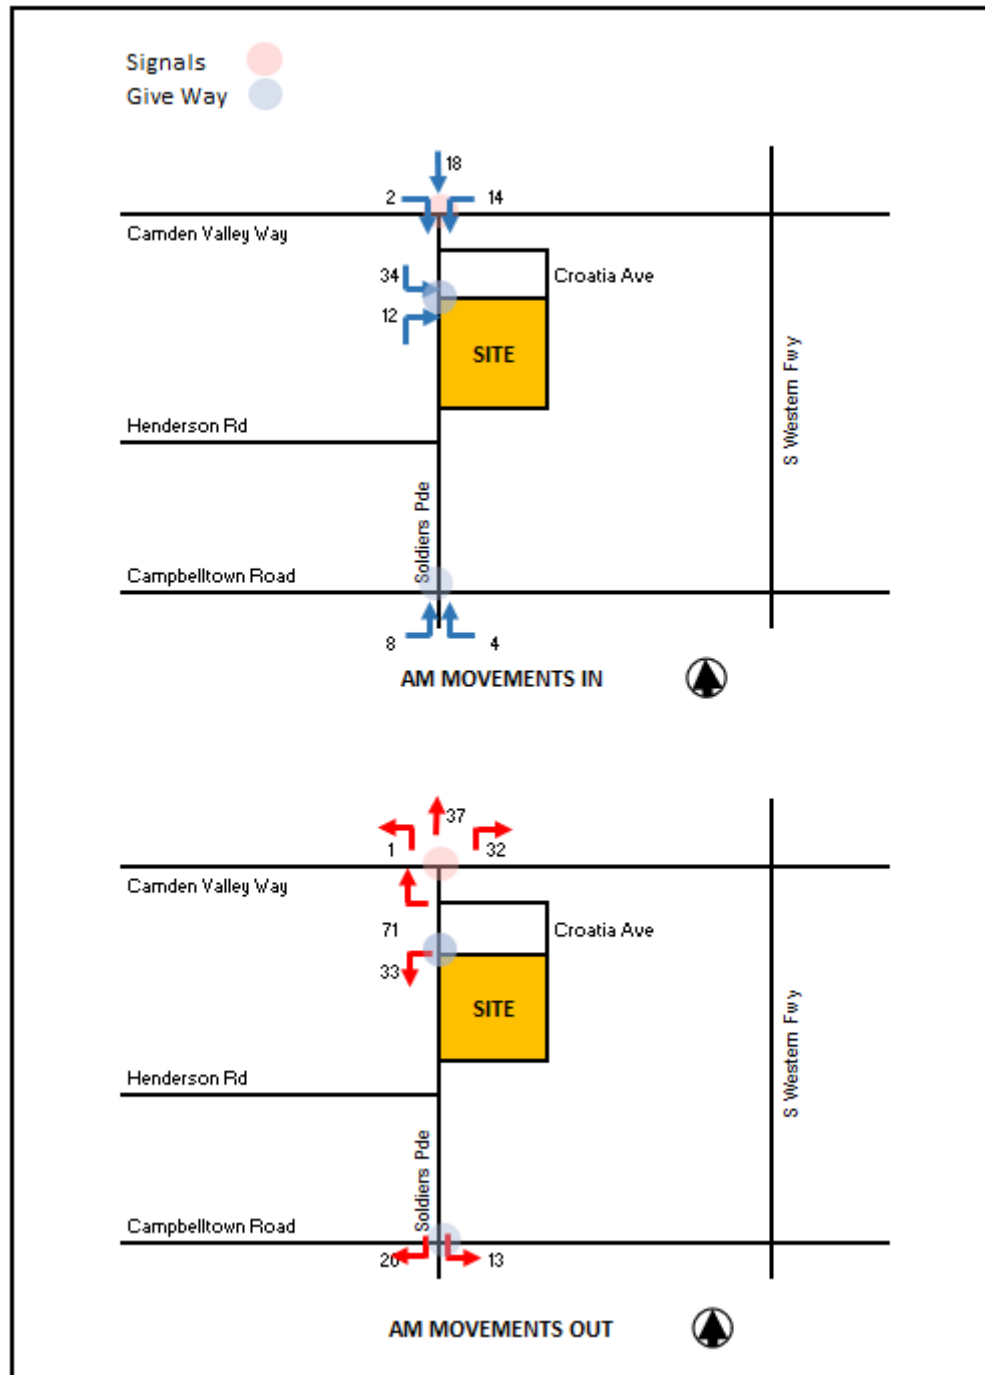 Signals
Give Way
18
2
14
Camden Valley Way
34
Croatia Ave
12
SITE
S Western Fwy
Henderson Rd
Soldiers Pde
Campbelltown Road
8
4
AM MOVEMENTS IN
37
1
32
Camden Valley Way
71
Croatia Ave
33
SITE
S Western Fwy
Henderson Rd
Soldiers Pde
Campbelltown Road
20
13
AM MOVEMENTS OUT